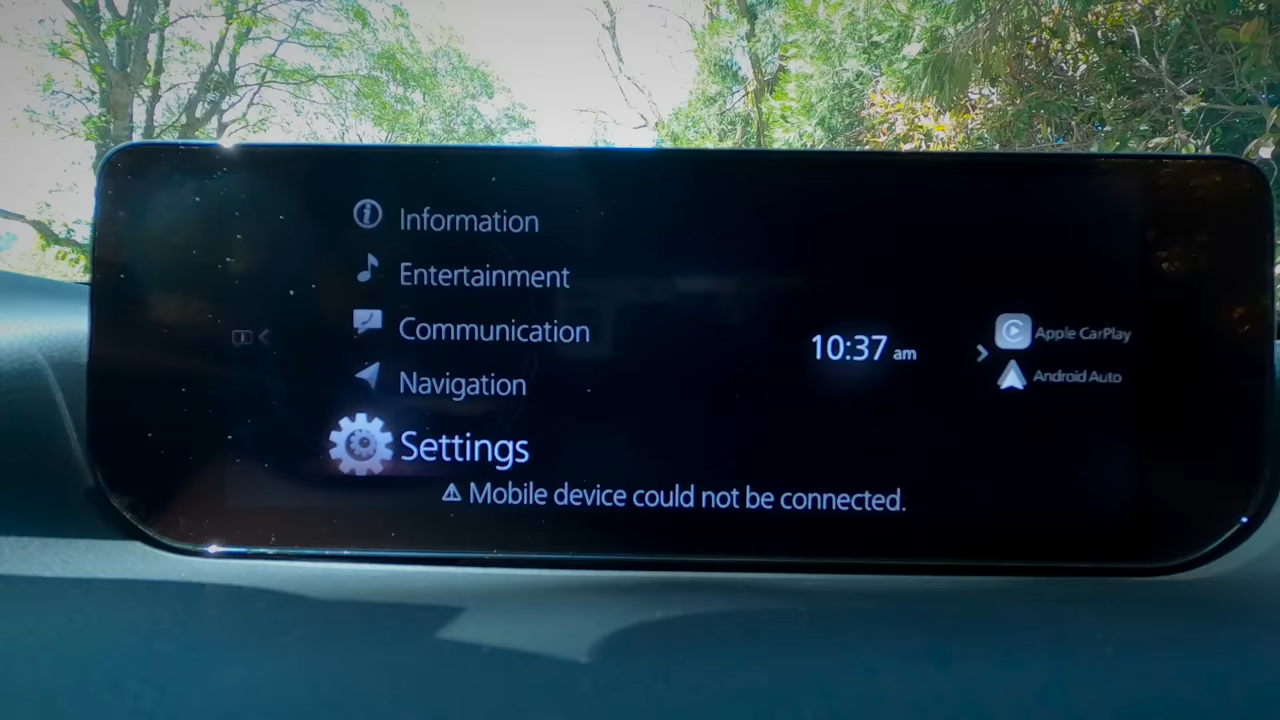 Information
Entertainment
Communication
Navigation
Settings
Mobile device could not be connected.
10:37 am
Apple CarPlay
Android Auto